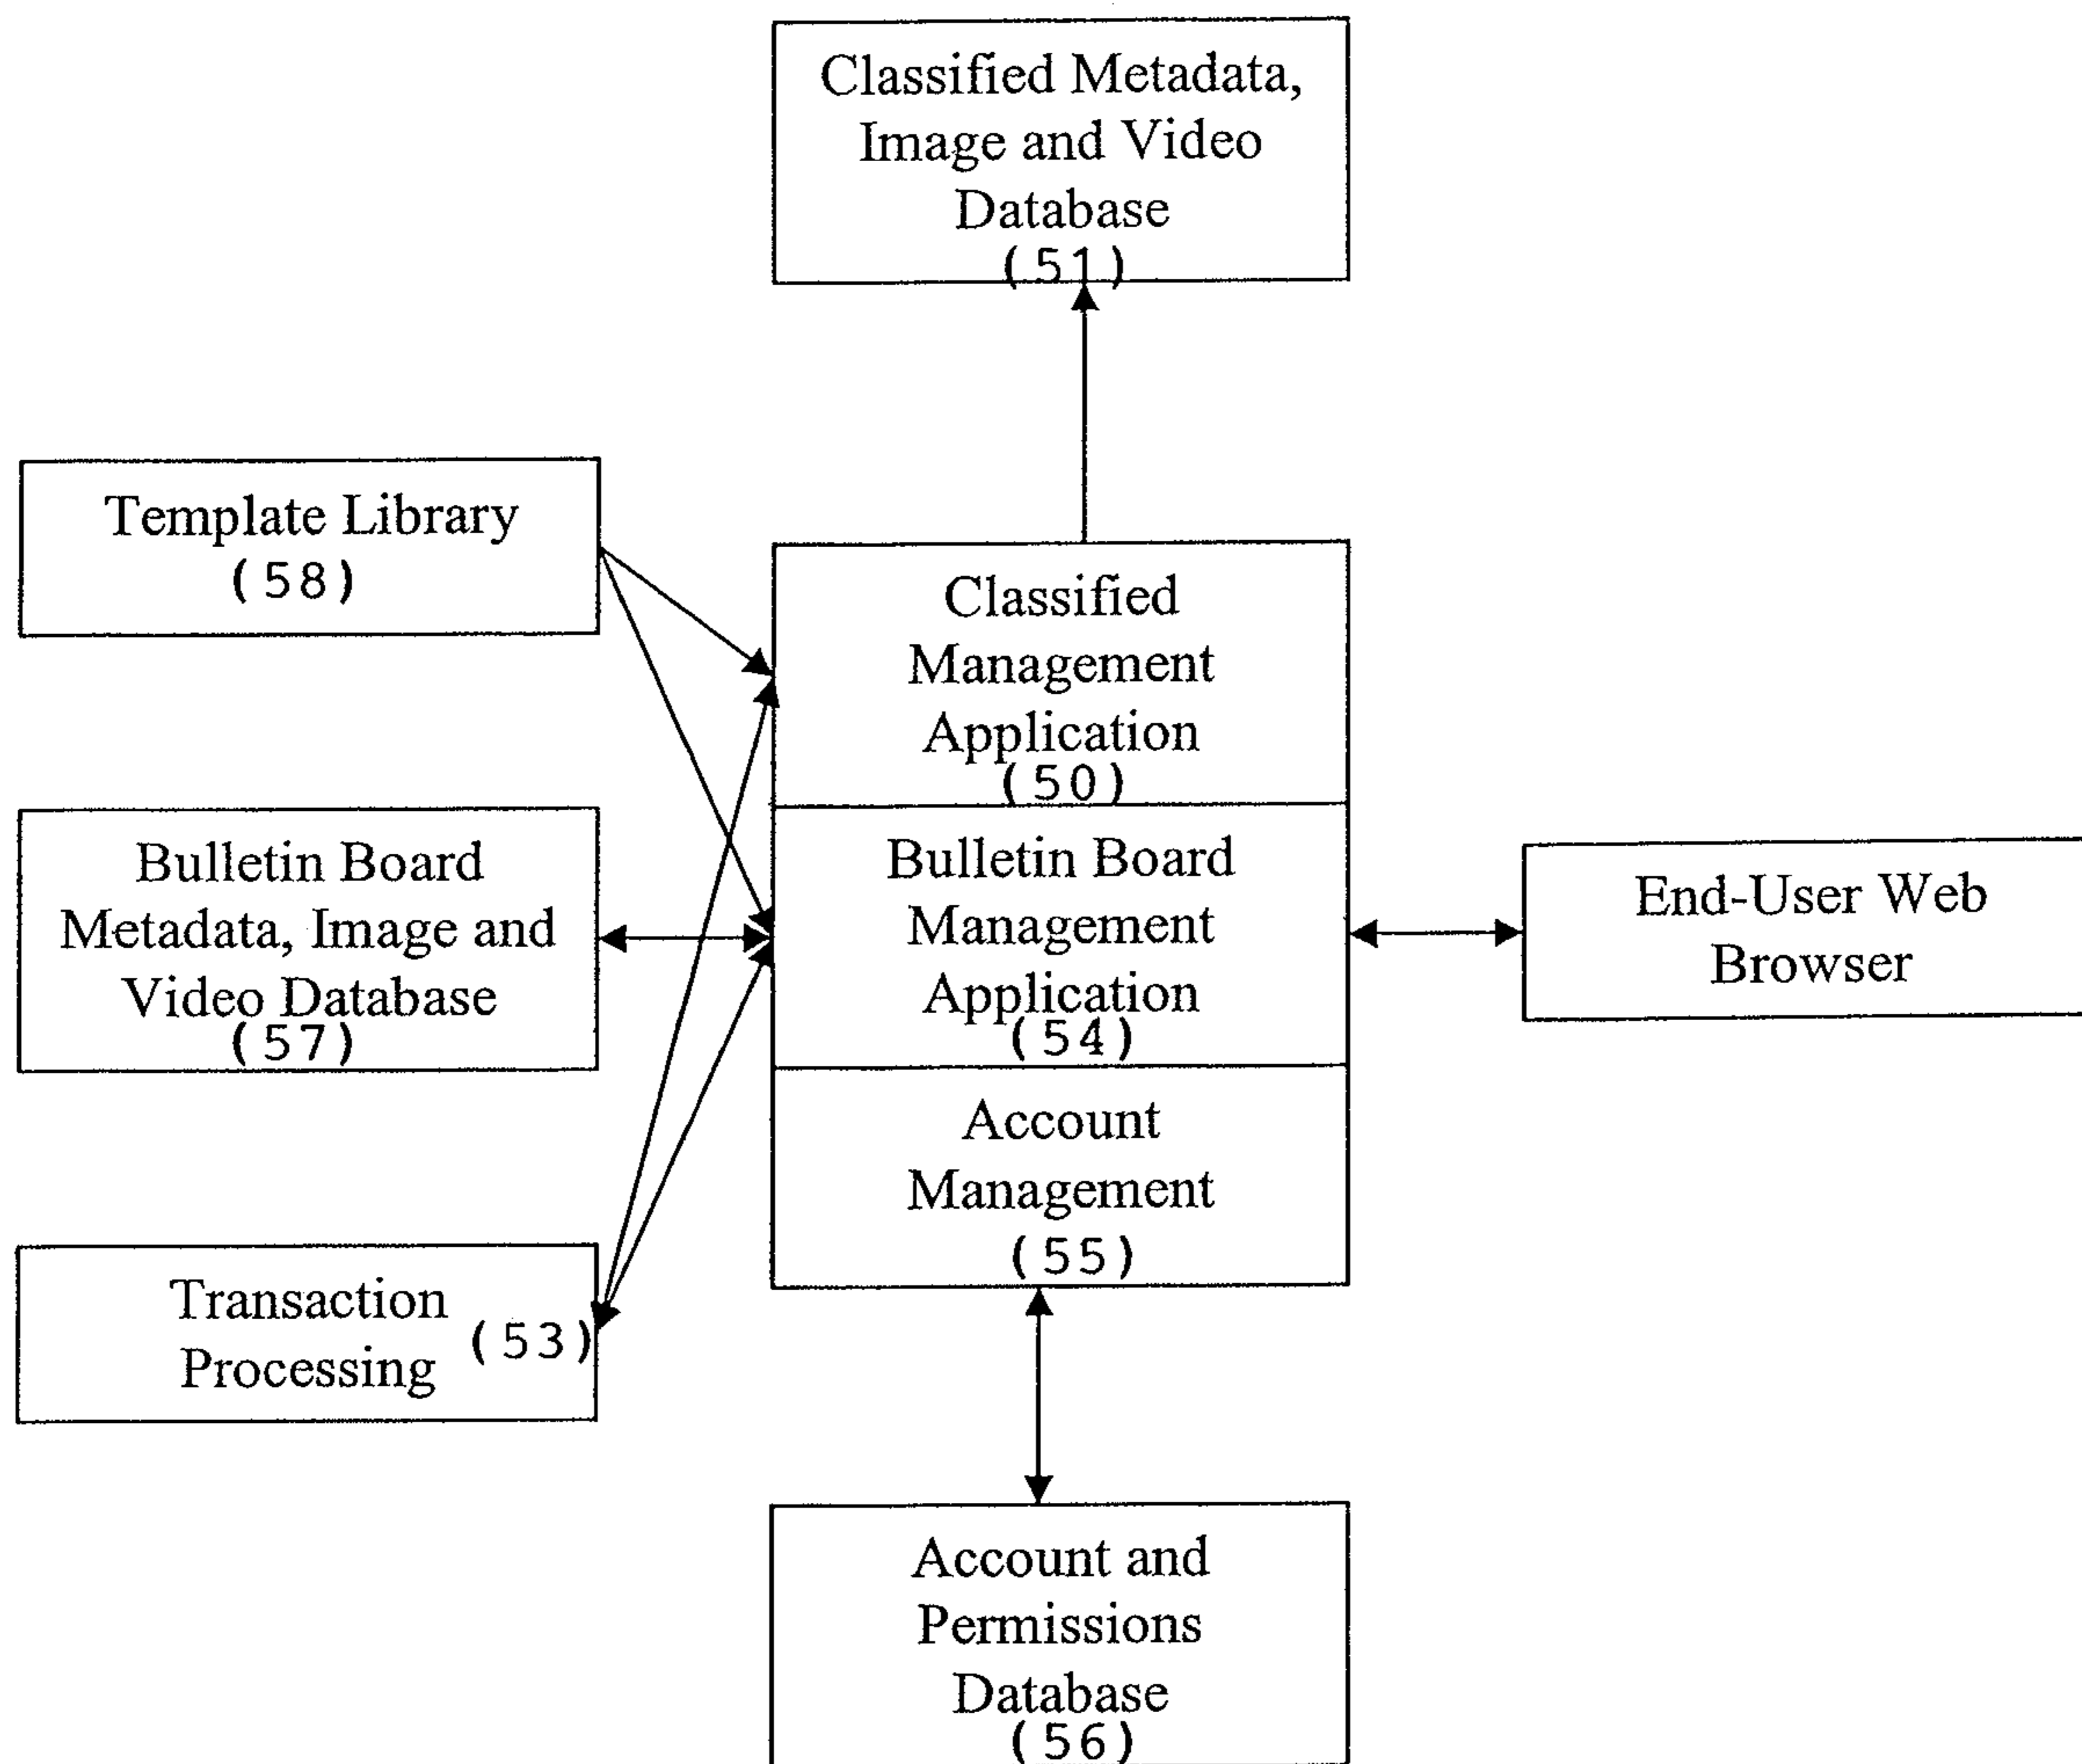 Classified Metadata,
Image and Video
Database
(51)
Template Library
(58)
Classified
Management
Application
(50)
Bulletin Board
Metadata, Image and
Video Database
(57)
Bulletin Board
Management
Application
(54)
End-User Web
Browser
Account
Management
(55)
Transaction
Processing (53)
Account and
Permissions
Database
(56)